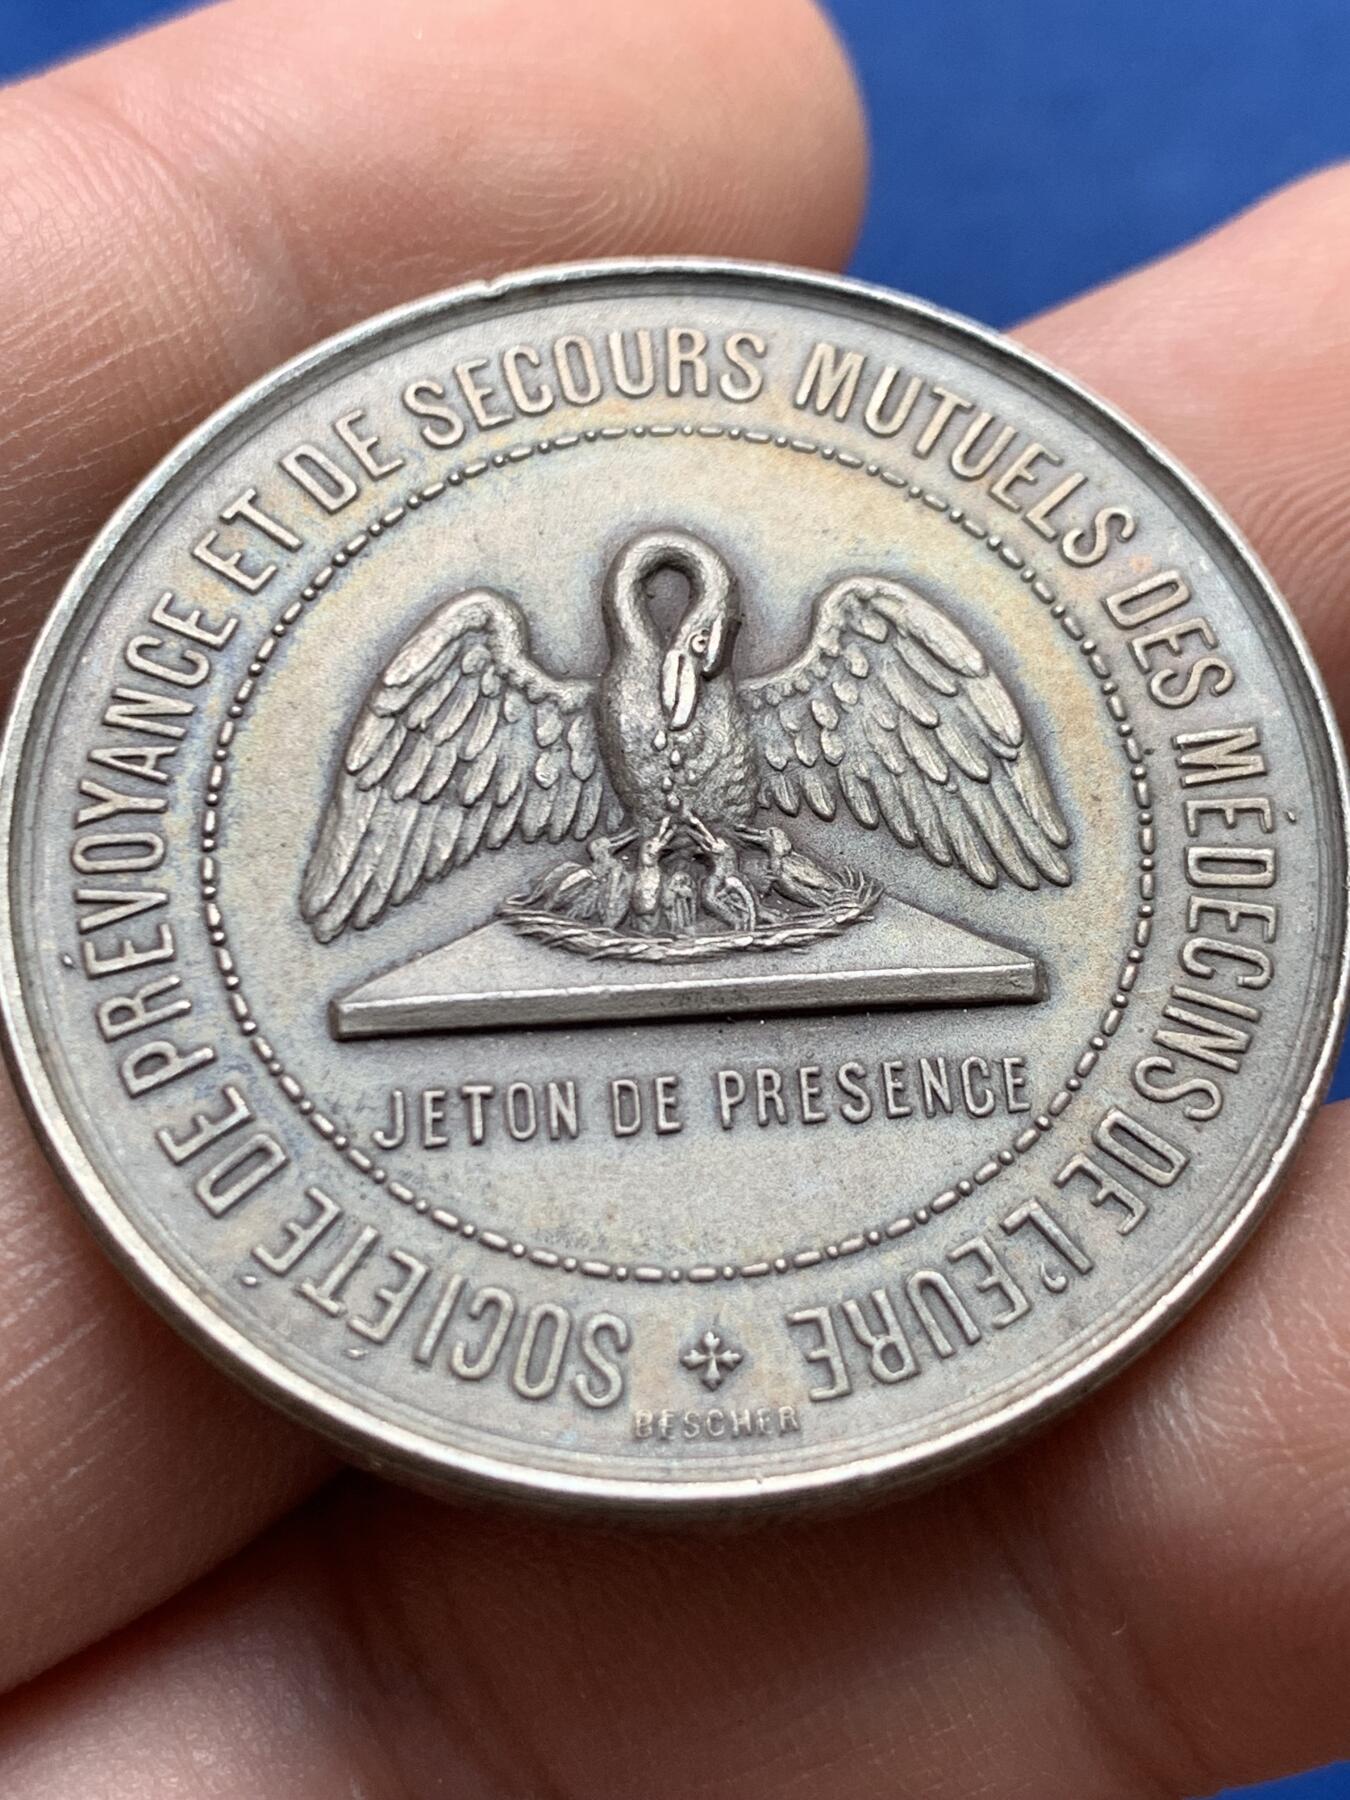 SOCIÉTÉ DE PRÉVOYANCE ET DE SECOURS MUTUELS DES MÉDECINS DE L'EURE
JETON DE PRESENCE
BESCHER